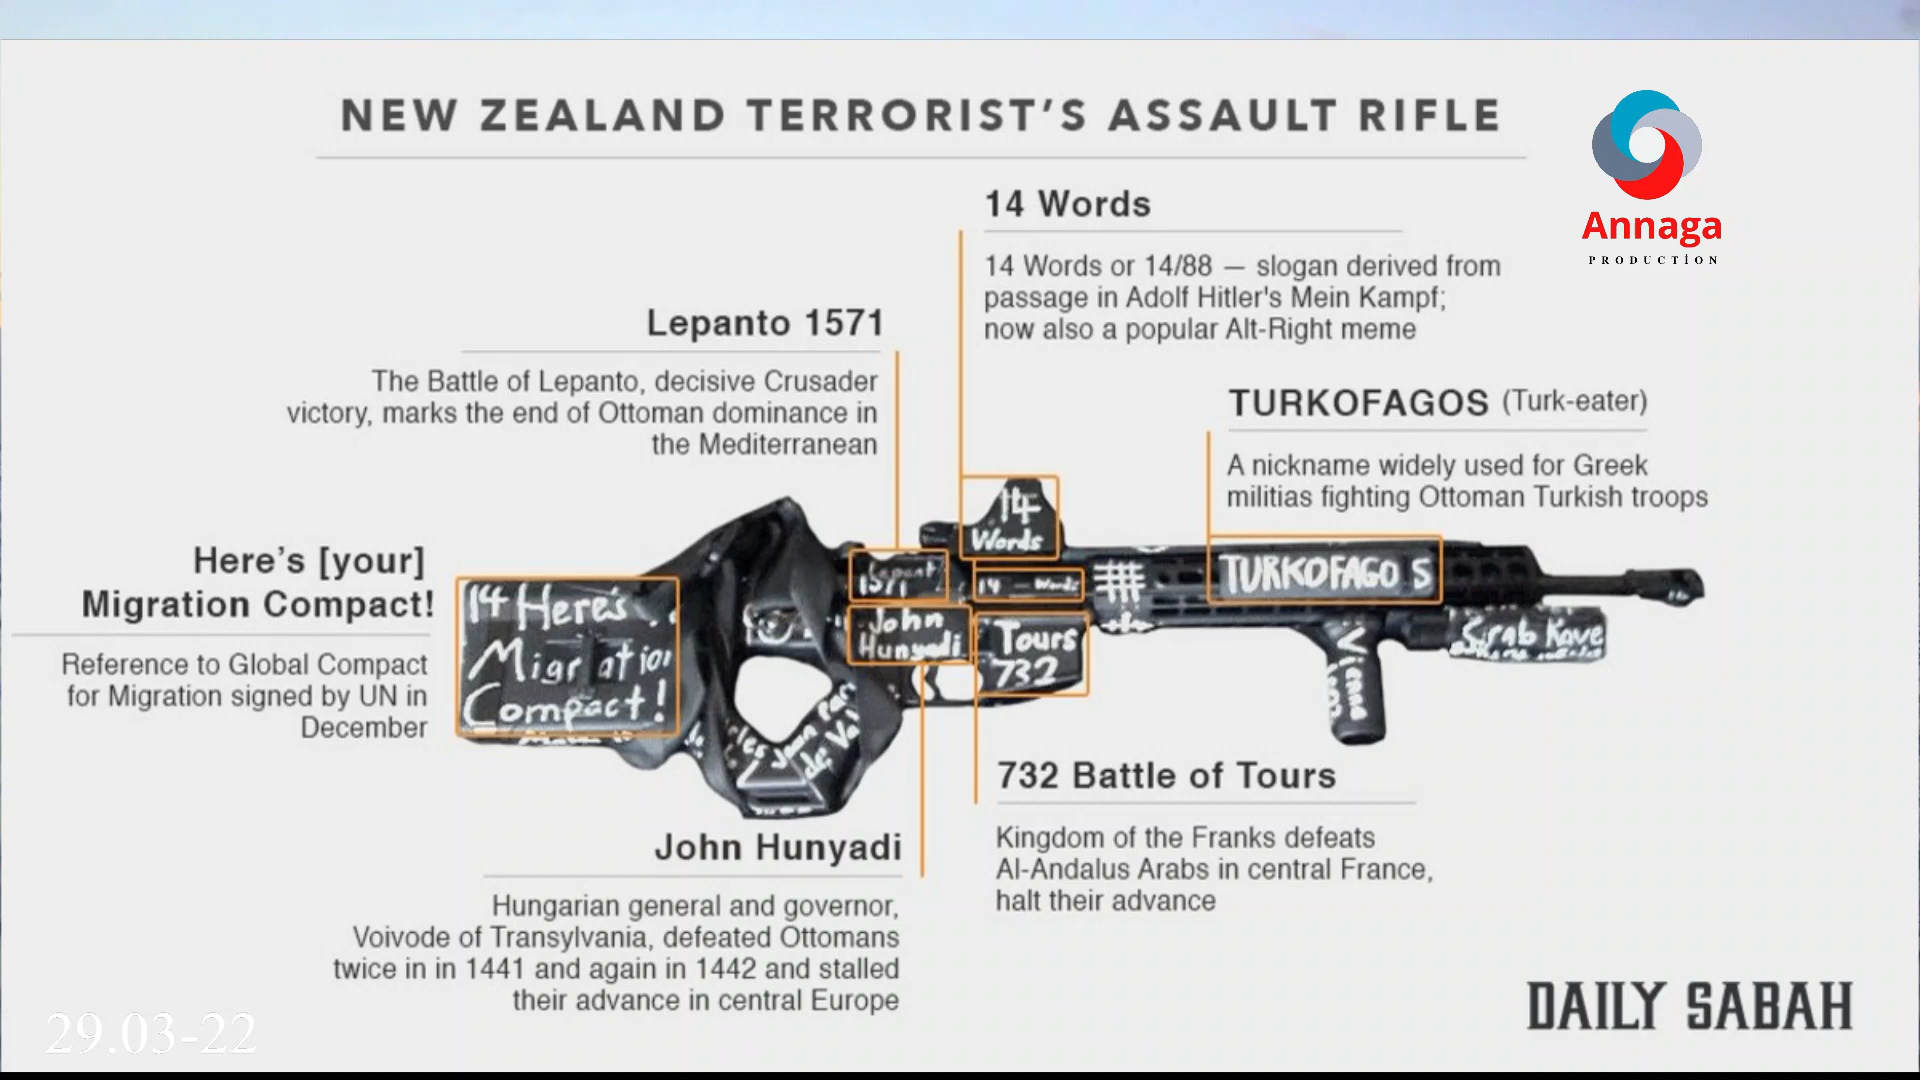 NEW ZEALAND TERRORIST'S ASSAULT RIFLE
Annaga
PRODUCTİON
14 Words
14 Words or 14/88 — slogan derived from
passage in Adolf Hitler's Mein Kampf;
now also a popular Alt-Right meme
Lepanto 1571
The Battle of Lepanto, decisive Crusader
victory, marks the end of Ottoman dominance in
the Mediterranean
TURKOFAGOS (Turk-eater)
A nickname widely used for Greek
militias fighting Ottoman Turkish troops
Here's [your]
Migration Compact!
Reference to Global Compact
for Migration signed by UN in
December
14 Here's
Migration
Compact!
Lepanto
1571
14
Words
14 — Words
John
Hunyadi
Tours
732
TURKOFAGOS
Vienna
John Hunyadi
Hungarian general and governor,
Voivode of Transylvania, defeated Ottomans
twice in in 1441 and again in 1442 and stalled
their advance in central Europe
732 Battle of Tours
Kingdom of the Franks defeats
Al-Andalus Arabs in central France,
halt their advance
29.03-22
DAILY SABAH